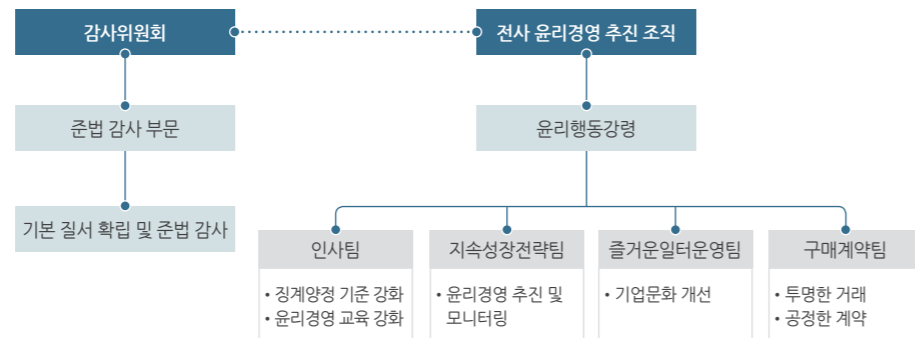 감사위원회
전사 윤리경영 추진 조직
준법 감사 부문
윤리행동강령
기본 질서 확립 및 준법 감사
인사팀
• 징계양정 기준 강화
• 윤리경영 교육 강화
지속성장전략팀
• 윤리경영 추진 및
모니터링
즐거운일터운영팀
• 기업문화 개선
구매계약팀
• 투명한 거래
• 공정한 계약